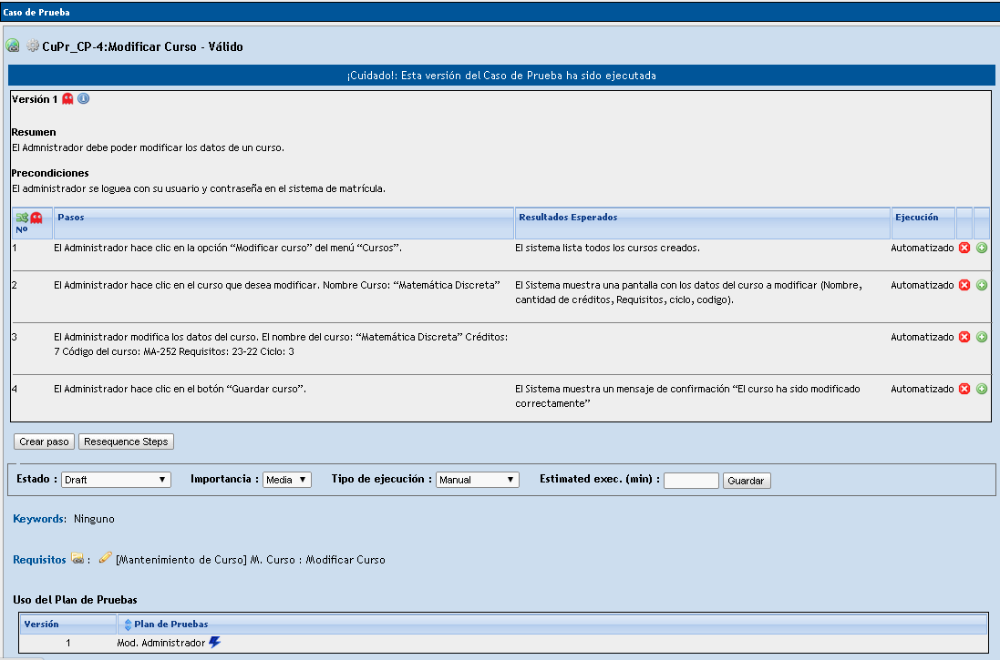 Caso de Prueba
CuPr_CP-4:Modificar Curso - Válido
¡Cuidado!: Esta versión del Caso de Prueba ha sido ejecutada
Versión 1
Resumen
El Admnistrador debe poder modificar los datos de un curso.
Precondiciones
El administrador se loguea con su usuario y contraseña en el sistema de matrícula.
Nº Pasos Resultados Esperados Ejecución
1 El Administrador hace clic en la opción “Modificar curso” del menú “Cursos”. El sistema lista todos los cursos creados. Automatizado
2 El Administrador hace clic en el curso que desea modificar. Nombre Curso: “Matemática Discreta” El Sistema muestra una pantalla con los datos del curso a modificar (Nombre, Automatizado
cantidad de créditos, Requisitos, ciclo, codigo).
3 El Administrador modifica los datos del curso. El nombre del curso: “Matemática Discreta” Créditos: Automatizado
7 Código del curso: MA-252 Requisitos: 23-22 Ciclo: 3
4 El Administrador hace clic en el botón “Guardar curso”. El Sistema muestra un mensaje de confirmación “El curso ha sido modificado Automatizado
correctamente”
Crear paso Resequence Steps
Estado : Draft Importancia : Media Tipo de ejecución : Manual Estimated exec. (min) : Guardar
Keywords: Ninguno
Requisitos : [Mantenimiento de Curso] M. Curso : Modificar Curso
Uso del Plan de Pruebas
Versión Plan de Pruebas
1 Mod. Administrador